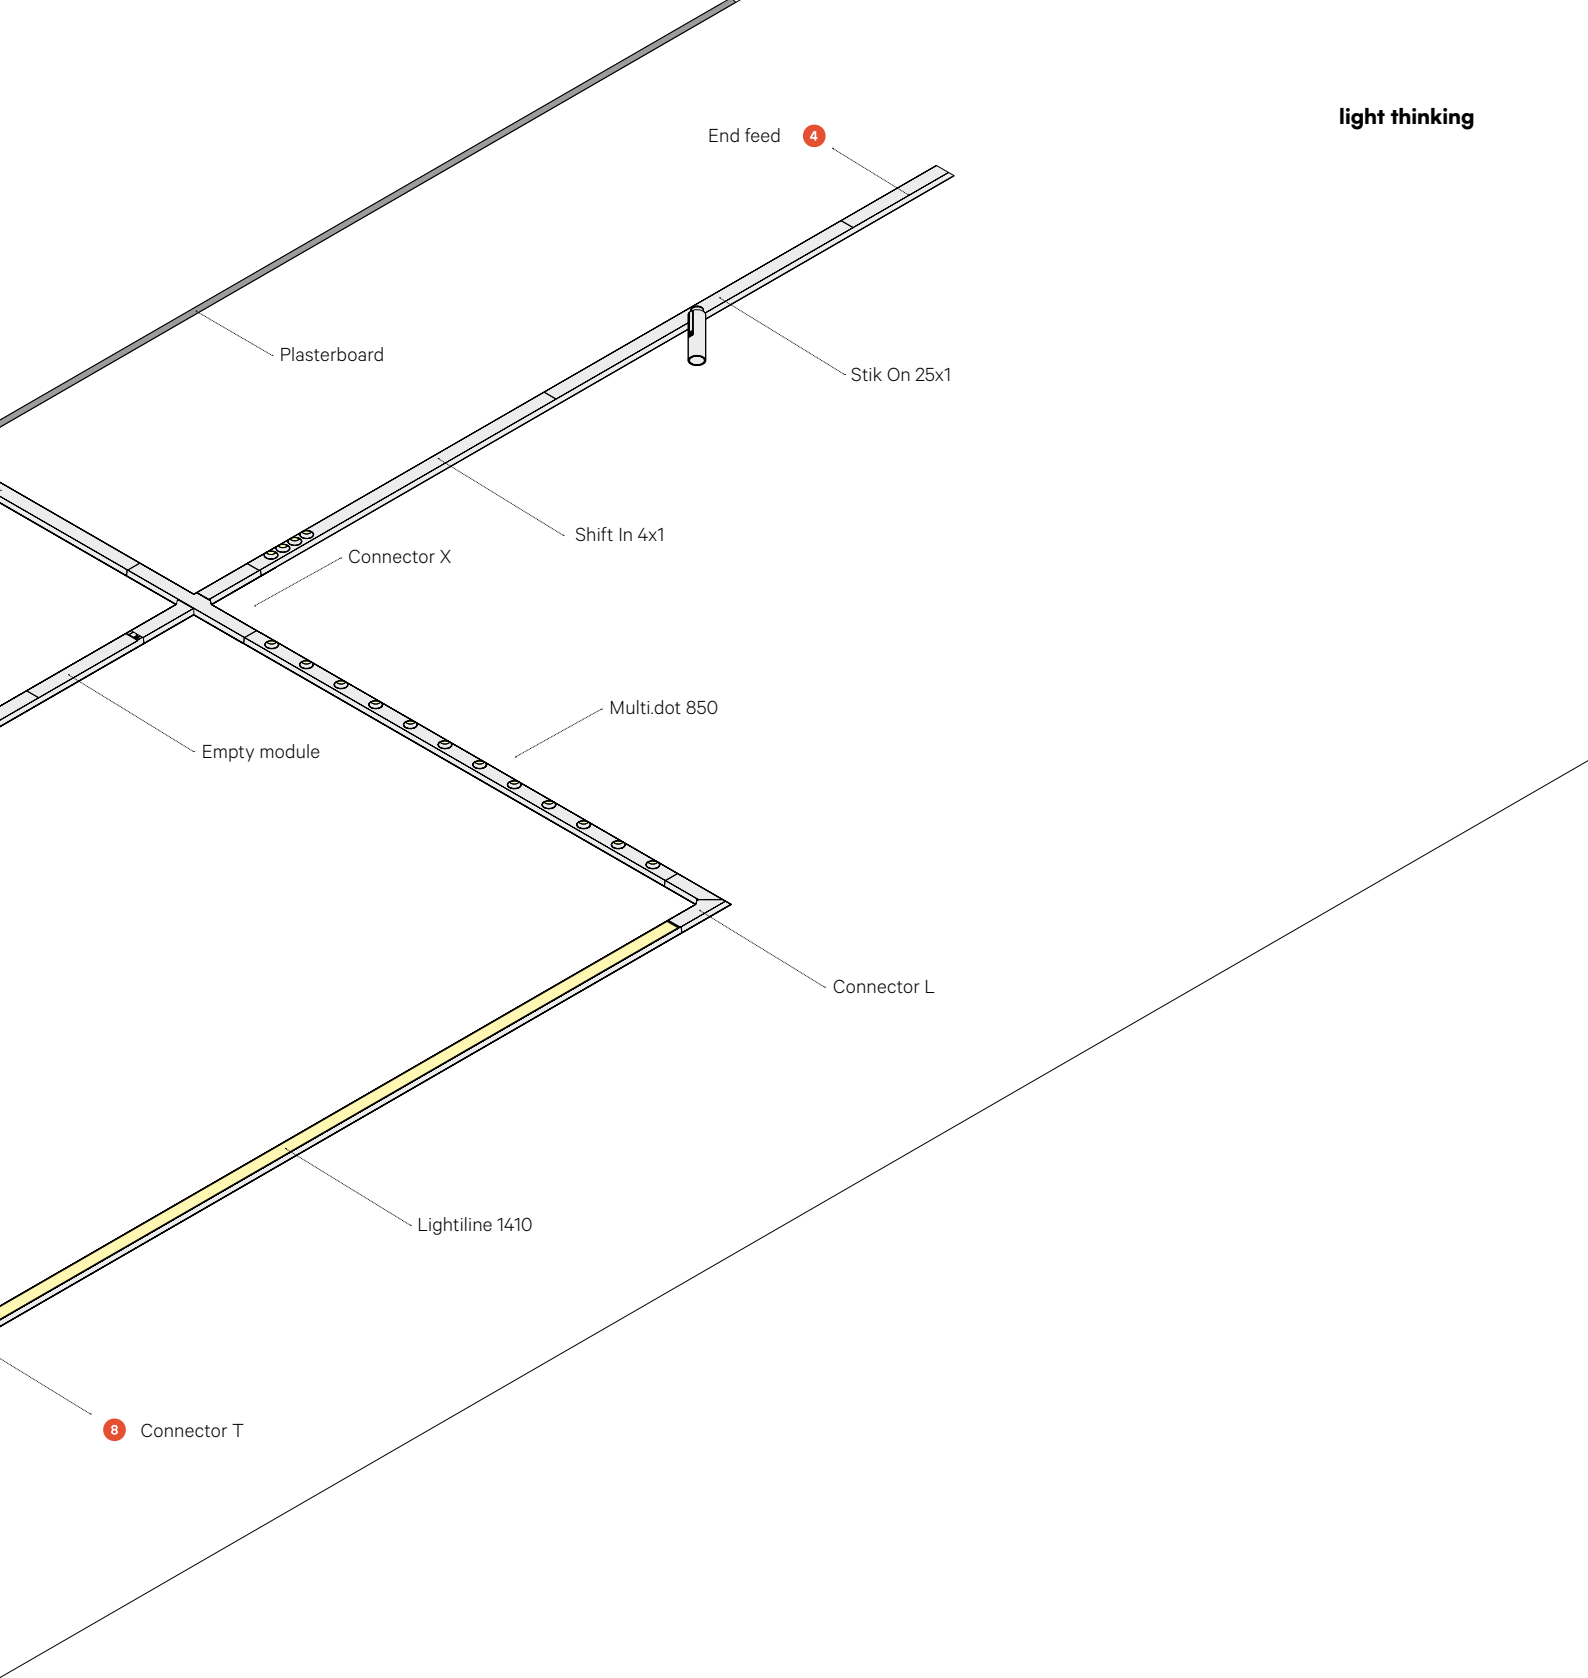 light thinking
End feed 4
Plasterboard
Stik On 25x1
Shift In 4x1
Connector X
Multi.dot 850
Empty module
Connector L
Lightiline 1410
8 Connector T